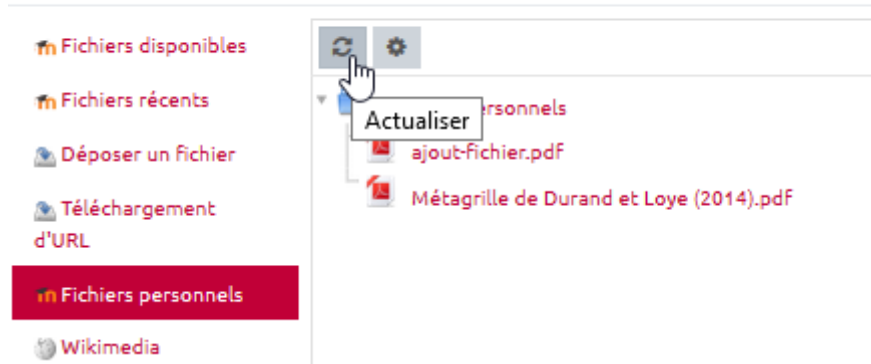 Fichiers disponibles
Fichiers récents
Déposer un fichier
Téléchargement
d'URL
Fichiers personnels
Wikimedia
Actualiser
ajout-fichier.pdf
Métagrille de Durand et Loye (2014).pdf